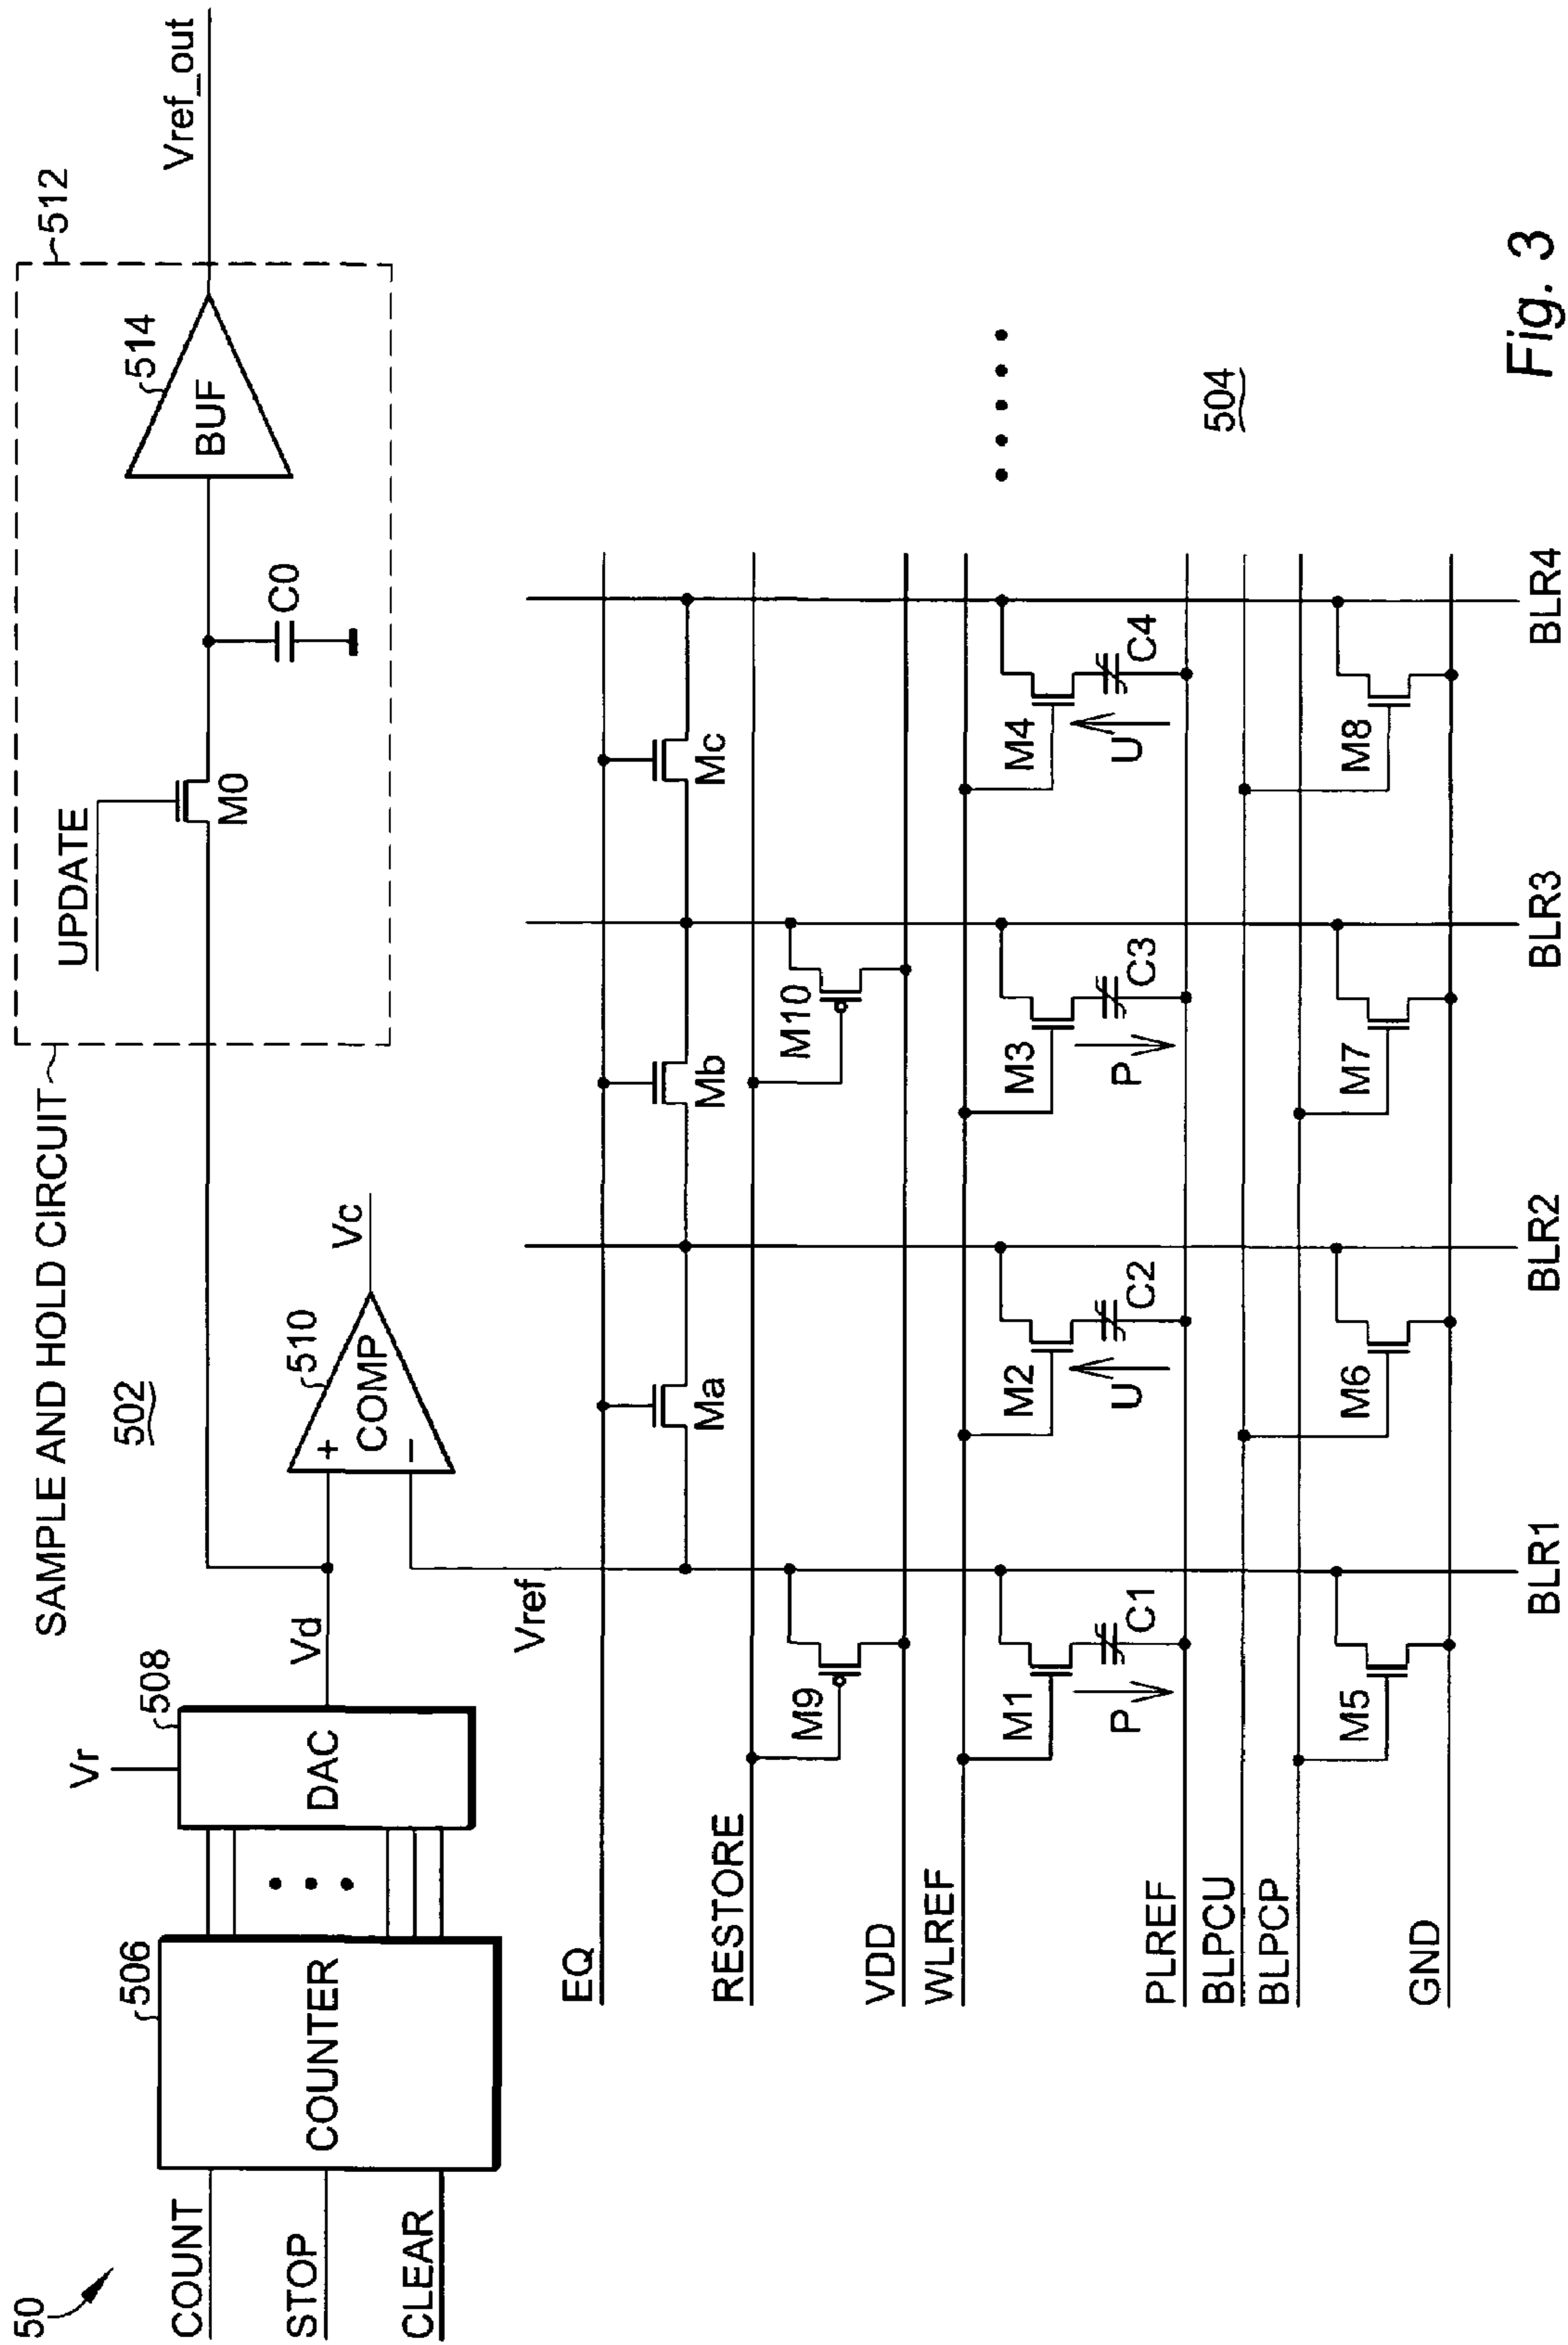 50
COUNT
STOP
CLEAR
506
COUNTER
Vr
508
DAC
Vd
SAMPLE AND HOLD CIRCUIT
502
510
+
COMP
−
Vc
Vref
UPDATE
M0
C0
514
BUF
512
Vref_out
EQ
Ma
Mb
Mc
RESTORE
M9
M10
VDD
WLREF
M1
M2
M3
M4
P
U
P
U
C1
C2
C3
C4
504
PLREF
BLPCU
BLPCP
M5
M6
M7
M8
GND
BLR1
BLR2
BLR3
BLR4
Fig. 3